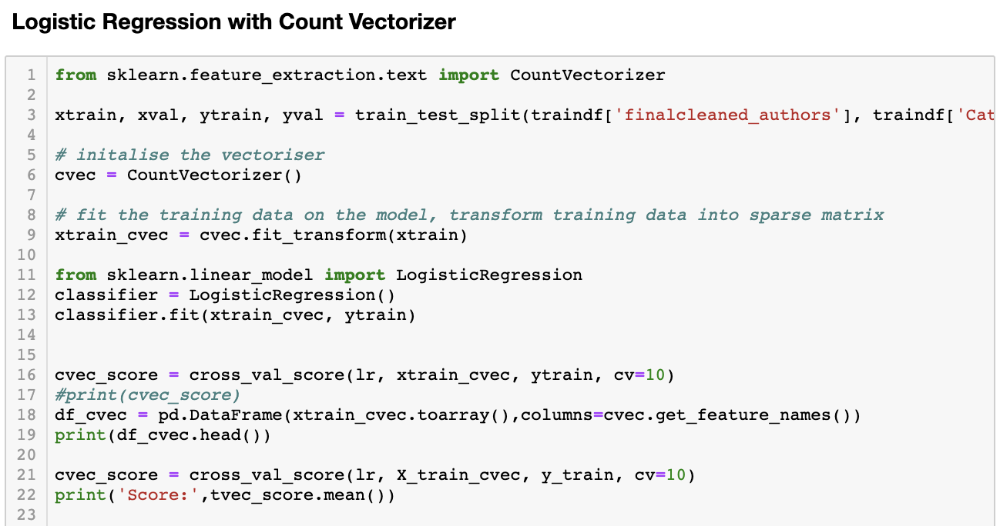 Logistic Regression with Count Vectorizer
1 from sklearn.feature_extraction.text import CountVectorizer
2
3 xtrain, xval, ytrain, yval = train_test_split(traindf['finalcleaned_authors'], traindf['Cat
4
5 # initalise the vectoriser
6 cvec = CountVectorizer()
7
8 # fit the training data on the model, transform training data into sparse matrix
9 xtrain_cvec = cvec.fit_transform(xtrain)
10
11 from sklearn.linear_model import LogisticRegression
12 classifier = LogisticRegression()
13 classifier.fit(xtrain_cvec, ytrain)
14
15
16 cvec_score = cross_val_score(lr, xtrain_cvec, ytrain, cv=10)
17 #print(cvec_score)
18 df_cvec = pd.DataFrame(xtrain_cvec.toarray(),columns=cvec.get_feature_names())
19 print(df_cvec.head())
20
21 cvec_score = cross_val_score(lr, X_train_cvec, y_train, cv=10)
22 print('Score:',tvec_score.mean())
23